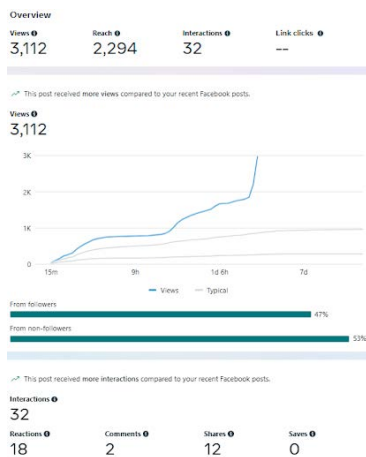 Overview
Views Reach Interactions Link clicks
3,112 2,294 32 --
This post received more views compared to your recent Facebook posts.
Views
3,112
3K
2K
1K
0
15m 9h 1d 6h 7d
Views Typical
From followers
47%
From non-followers
53%
This post received more interactions compared to your recent Facebook posts.
Interactions
32
Reactions Comments Shares Saves
18 2 12 0